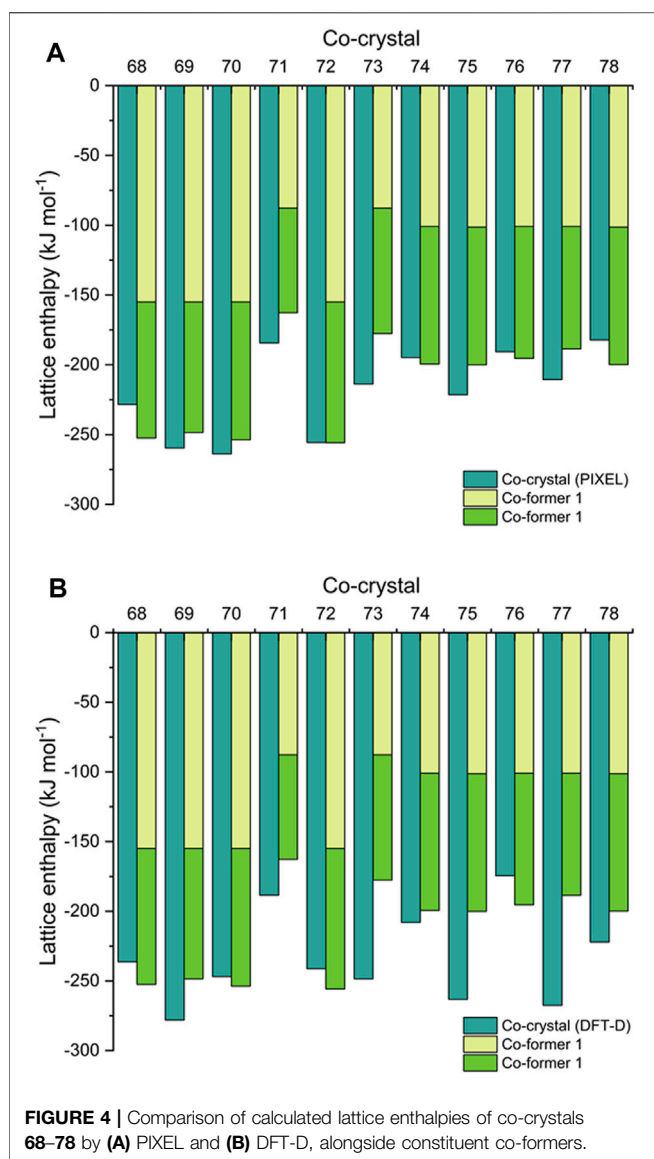 A
Co-crystal
68 69 70 71 72 73 74 75 76 77 78
0
-50
-100
-150
-200
-250
-300
Lattice enthalpy (kJ mol⁻¹)
Co-crystal (PIXEL)
Co-former 1
Co-former 1
B
Co-crystal
68 69 70 71 72 73 74 75 76 77 78
0
-50
-100
-150
-200
-250
-300
Lattice enthalpy (kJ mol⁻¹)
Co-crystal (DFT-D)
Co-former 1
Co-former 1
FIGURE 4 | Comparison of calculated lattice enthalpies of co-crystals
68–78 by (A) PIXEL and (B) DFT-D, alongside constituent co-formers.